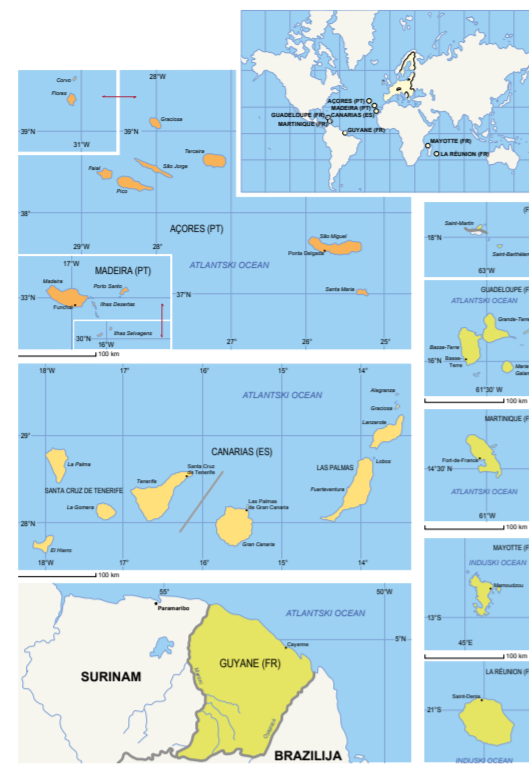 AÇORES (PT)
MADEIRA (PT)
GUADELOUPE (FR)
CANARIAS (ES)
MARTINIQUE (FR)
GUYANE (FR)
MAYOTTE (FR)
LA RÉUNION (FR)
Corvo
Flores
28°W
39°N
31°W
39°N
Graciosa
Terceira
Faial
São Jorge
Pico
38°
29°W
28°
AÇORES (PT)
São Miguel
Ponta Delgada
17°W
MADEIRA (PT)
ATLANTSKI OCEAN
Madeira
Porto Santo
33°N
Funchal
Ilhas Desertas
37°N
Santa Maria
Ilhas Selvagens
30°N
16°W
27°
26°
25°W
100 km
18°W
17°
16°
15°
14°W
ATLANTSKI OCEAN
Alegranza
Graciosa
Lanzarote
29°
CANARIAS (ES)
La Palma
Santa Cruz
de Tenerife
Tenerife
LAS PALMAS
Lobos
Fuerteventura
SANTA CRUZ DE TENERIFE
La Gomera
Las Palmas
de Gran Canaria
28°N
Gran Canaria
El Hierro
18°W
17°
16°
15°
14°
100 km
55°
50°W
Paramaribo
ATLANTSKI OCEAN
5°N
Cayenne
GUYANE (FR)
SURINAM
Maroni
Oyapock
BRAZILIJA
(F
Saint-Martin
18°N
Saint-Barthélem
63°W
GUADELOUPE (F
ATLANTSKI OCEAN
Grande-Terre
Basse-Terre
16°N
Basse-
Terre
Marie
Galan
61°30' W
100 km
MARTINIQUE (F
Fort-de-France
14°30' N
ATLANTSKI OCEAN
61°W
100 km
MAYOTTE (F
INDIJSKI OCEAN
Mamoudzou
13°S
45°E
100 km
LA RÉUNION (F
Saint-Denis
21°S
INDIJSKI OCEAN